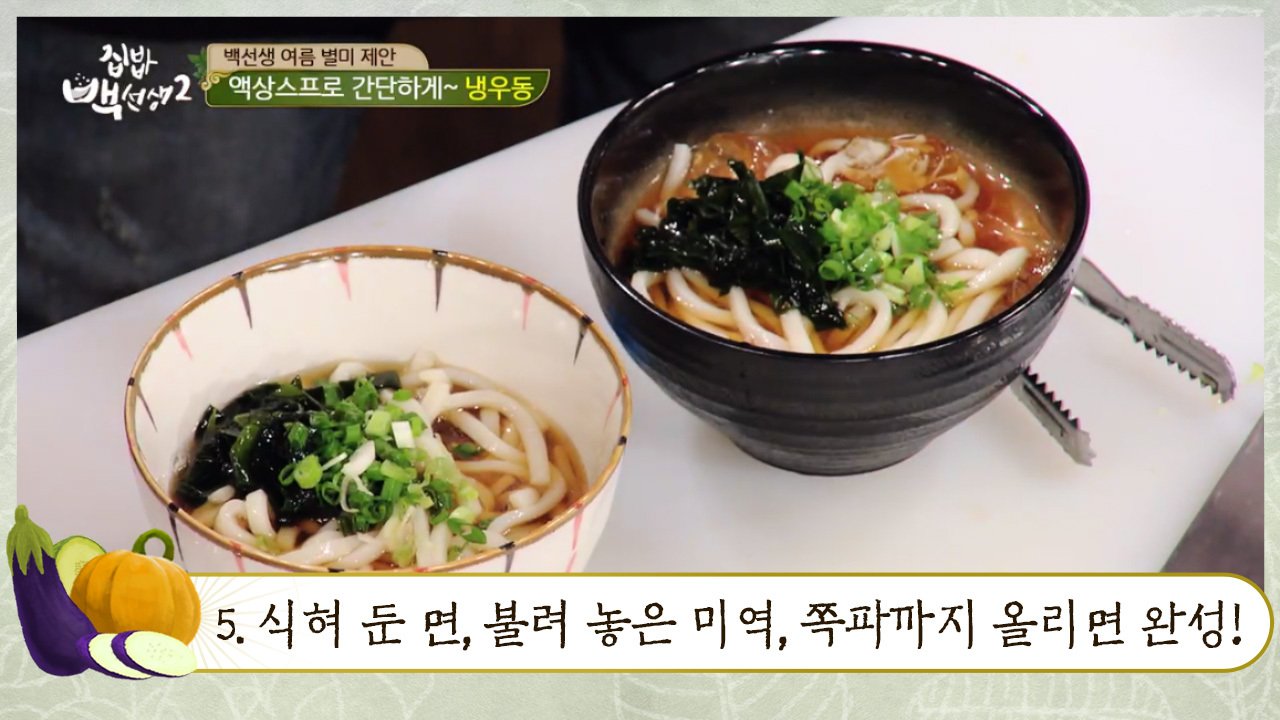 집밥
백선생2
백선생 여름 별미 제안
액상스프로 간단하게~ 냉우동
5. 식혀 둔 면, 불려 놓은 미역, 쪽파까지 올리면 완성!